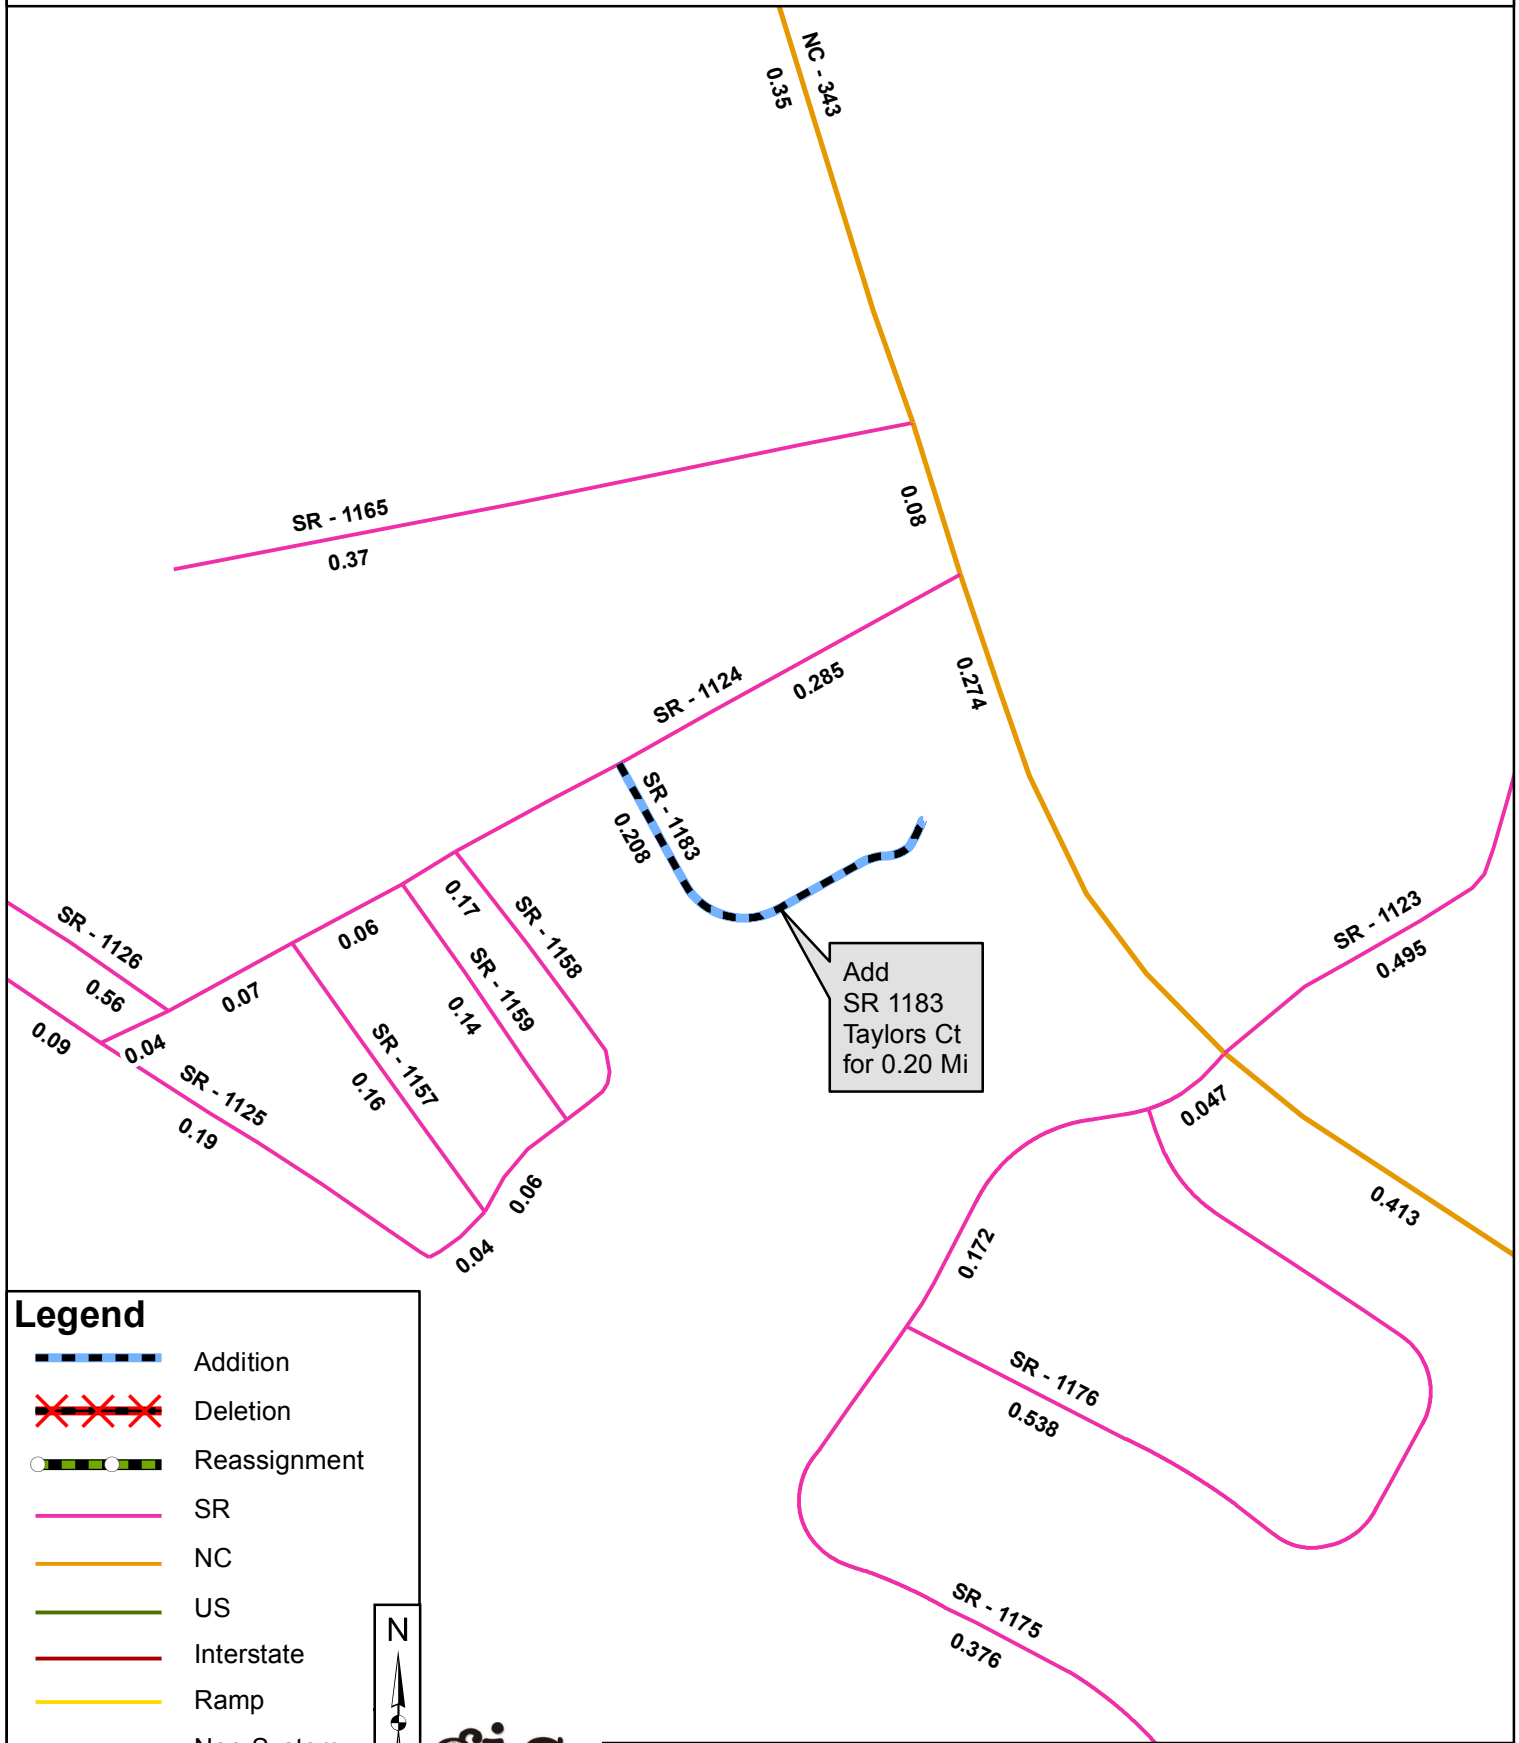 NC - 343
0.35
SR - 1165
0.37
0.08
SR - 1124
0.285
0.274
SR - 1183
0.208
SR - 1123
0.495
0.17
SR - 1158
0.06
SR - 1126
0.56
0.07
SR - 1159
0.14
Add
SR 1183
Taylors Ct
for 0.20 Mi
0.09
0.04
SR - 1157
0.16
SR - 1125
0.19
0.047
0.06
0.04
0.413
0.172
SR - 1176
0.538
SR - 1175
0.376
Legend
Addition
Deletion
Reassignment
SR
NC
US
Interstate
Ramp
N